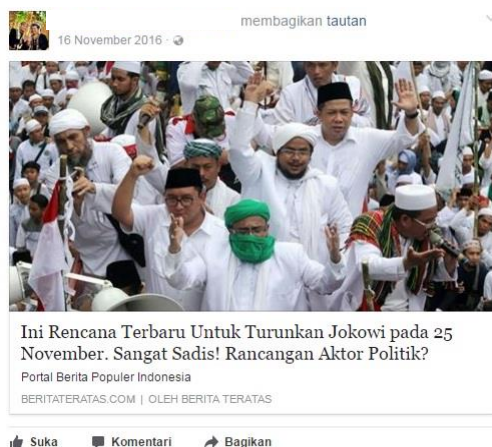 membagikan tautan
16 November 2016 ·
Ini Rencana Terbaru Untuk Turunkan Jokowi pada 25
November. Sangat Sadis! Rancangan Aktor Politik?
Portal Berita Populer Indonesia
BERITATERATAS.COM | OLEH BERITA TERATAS
Suka Komentari Bagikan